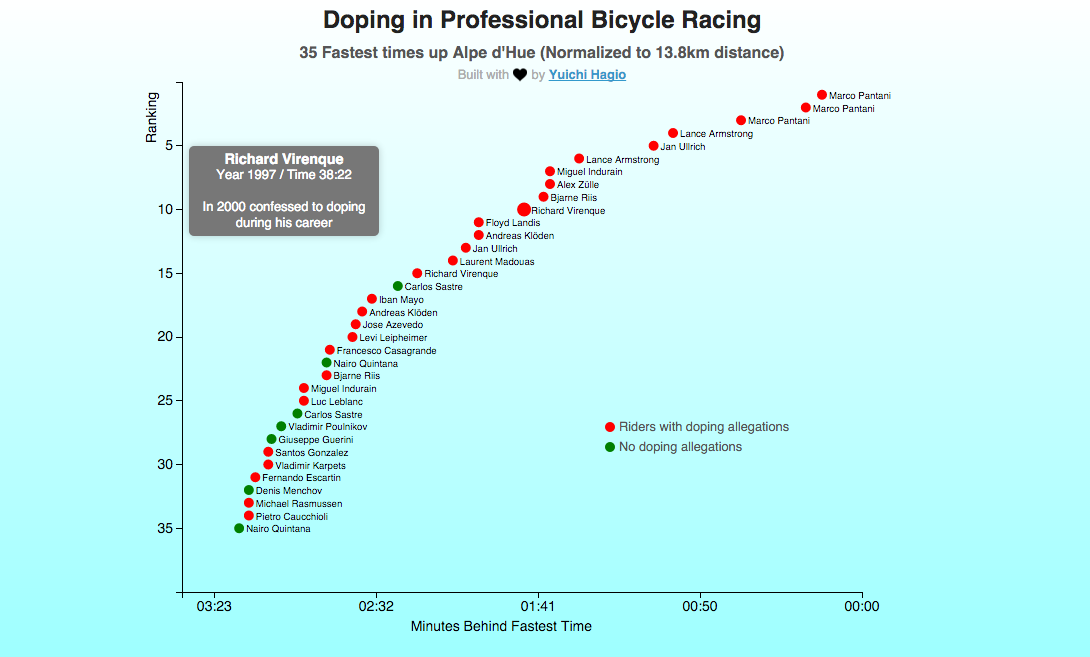 Doping in Professional Bicycle Racing
35 Fastest times up Alpe d'Hue (Normalized to 13.8km distance)
Built with 🖤 by Yuichi Hagio
Ranking
5
10
15
20
25
30
35
Richard Virenque
Year 1997 / Time 38:22
In 2000 confessed to doping
during his career
Marco Pantani
Marco Pantani
Marco Pantani
Lance Armstrong
Jan Ullrich
Lance Armstrong
Miguel Indurain
Alex Zülle
Bjarne Riis
Richard Virenque
Floyd Landis
Andreas Klöden
Jan Ullrich
Laurent Madouas
Richard Virenque
Carlos Sastre
Iban Mayo
Andreas Klöden
Jose Azevedo
Levi Leipheimer
Francesco Casagrande
Nairo Quintana
Bjarne Riis
Miguel Indurain
Luc Leblanc
Carlos Sastre
Vladimir Poulnikov
Giuseppe Guerini
Santos Gonzalez
Vladimir Karpets
Fernando Escartin
Denis Menchov
Michael Rasmussen
Pietro Caucchioli
Nairo Quintana
Riders with doping allegations
No doping allegations
03:23 02:32 01:41 00:50 00:00
Minutes Behind Fastest Time